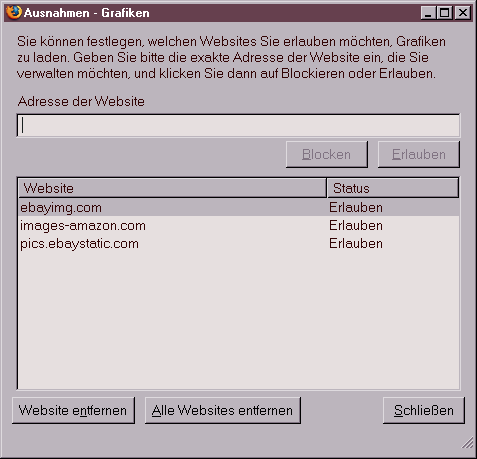 Ausnahmen - Grafiken
Sie können festlegen, welchen Websites Sie erlauben möchten, Grafiken
zu laden. Geben Sie bitte die exakte Adresse der Website ein, die Sie
verwalten möchten, und klicken Sie dann auf Blockieren oder Erlauben.
Adresse der Website
Blocken Erlauben
Website Status
ebayimg.com Erlauben
images-amazon.com Erlauben
pics.ebaystatic.com Erlauben
Website entfernen Alle Websites entfernen Schließen